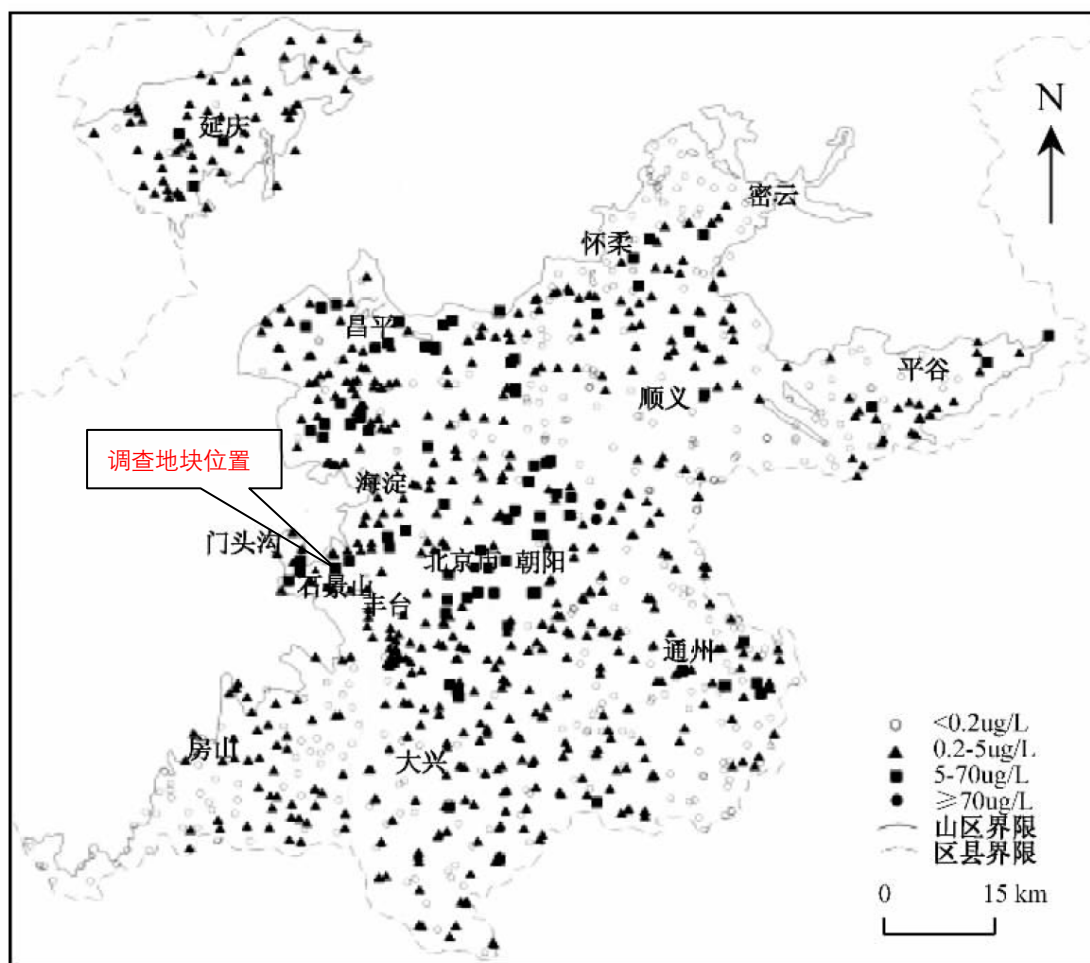 N
延庆
密云
怀柔
昌平
平谷
顺义
调查地块位置
海淀
门头沟
北京市
朝阳
石景山
丰台
通州
房山
大兴
<0.2ug/L
0.2-5ug/L
5-70ug/L
≥70ug/L
山区界限
区县界限
0 15 km